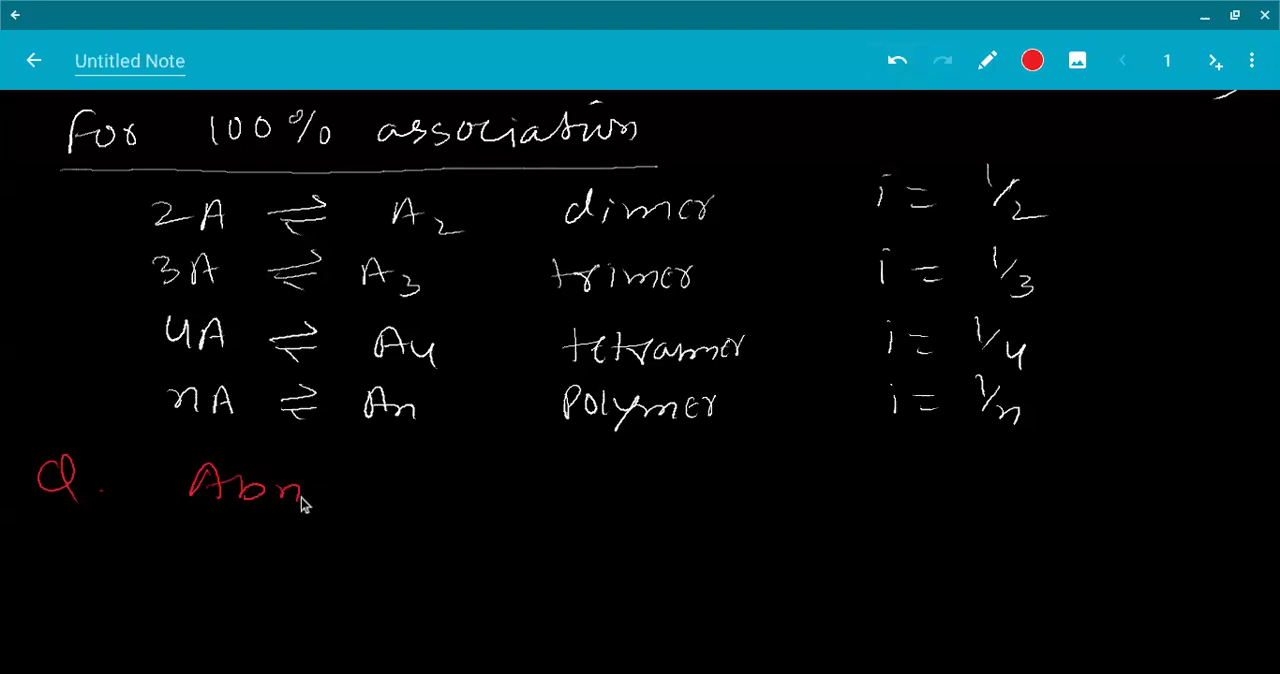 Untitled Note
1
For 100% association
2A ⇌ A2 dimer i = 1/2
3A ⇌ A3 trimer i = 1/3
4A ⇌ A4 tetramer i = 1/4
nA ⇌ An polymer i = 1/n
Q. Abn